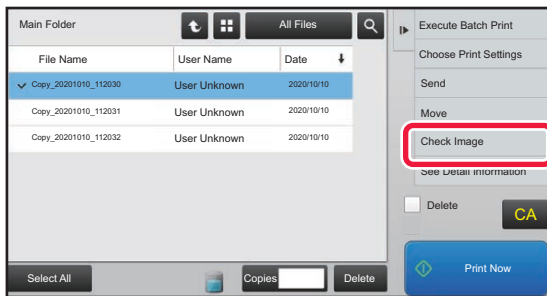 Main Folder
All Files
File Name User Name Date
Copy_20201010_112030 User Unknown 2020/10/10
Copy_20201010_112031 User Unknown 2020/10/10
Copy_20201010_112032 User Unknown 2020/10/10
Select All
Copies
Delete
Execute Batch Print
Choose Print Settings
Send
Move
Check Image
See Detail Information
Delete
CA
Print Now